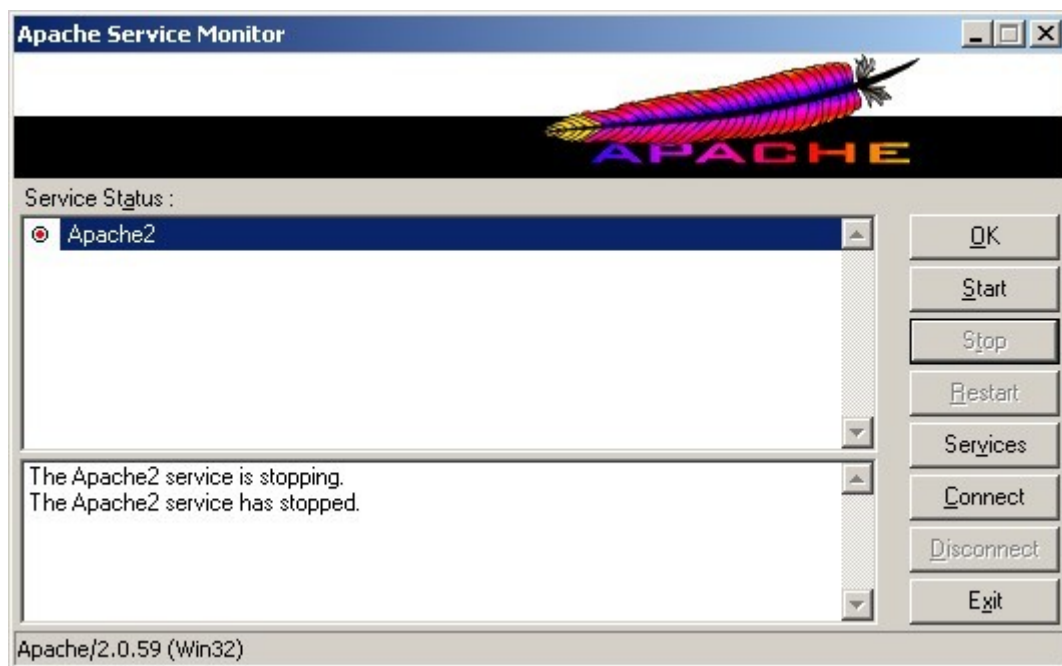 Apache Service Monitor
APACHE
Service Status :
Apache2
OK
Start
Stop
Restart
Services
Connect
Disconnect
Exit
The Apache2 service is stopping.
The Apache2 service has stopped.
Apache/2.0.59 (Win32)